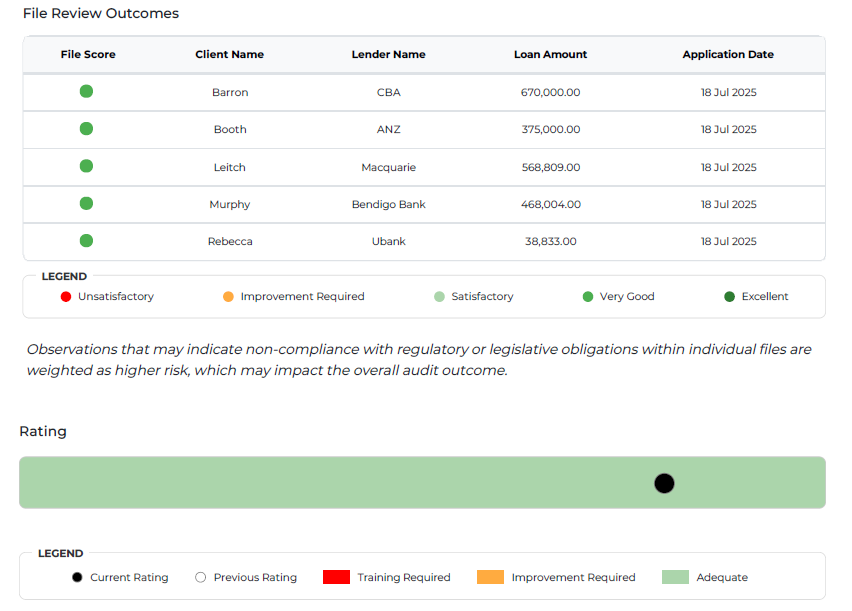 File Review Outcomes
File Score Client Name Lender Name Loan Amount Application Date
Barron CBA 670,000.00 18 Jul 2025
Booth ANZ 375,000.00 18 Jul 2025
Leitch Macquarie 568,809.00 18 Jul 2025
Murphy Bendigo Bank 468,004.00 18 Jul 2025
Rebecca Ubank 38,833.00 18 Jul 2025
LEGEND
Unsatisfactory Improvement Required Satisfactory Very Good Excellent
Observations that may indicate non-compliance with regulatory or legislative obligations within individual files are
weighted as higher risk, which may impact the overall audit outcome.
Rating
LEGEND
Current Rating Previous Rating Training Required Improvement Required Adequate